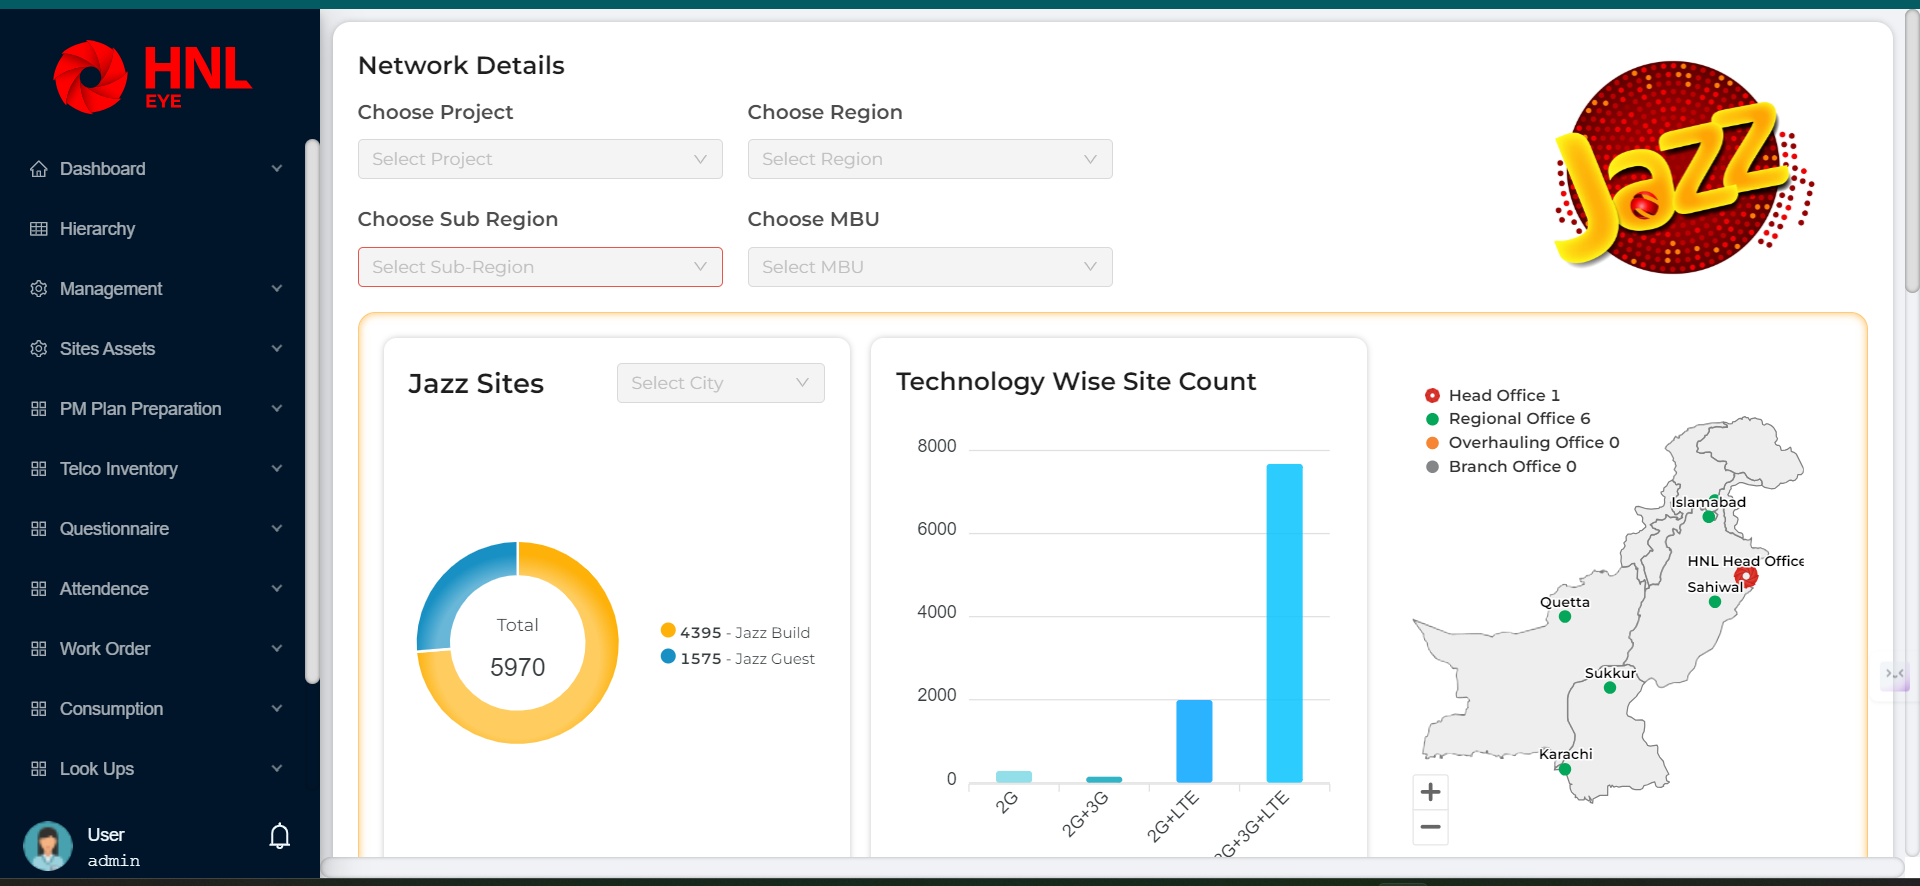 HNL
EYE
Dashboard
Hierarchy
Management
Sites Assets
PM Plan Preparation
Telco Inventory
Questionnaire
Attendence
Work Order
Consumption
Look Ups
User
admin
Network Details
Choose Project
Choose Region
Select Project
Select Region
Choose Sub Region
Choose MBU
Select Sub-Region
Select MBU
Jazz
Jazz Sites
Select City
Total
5970
4395 - Jazz Build
1575 - Jazz Guest
Technology Wise Site Count
8000
6000
4000
2000
0
2G
2G+3G
2G+LTE
2G+3G+LTE
Head Office 1
Regional Office 6
Overhauling Office 0
Branch Office 0
Islamabad
HNL Head Office
Sahiwal
Quetta
Sukkur
Karachi